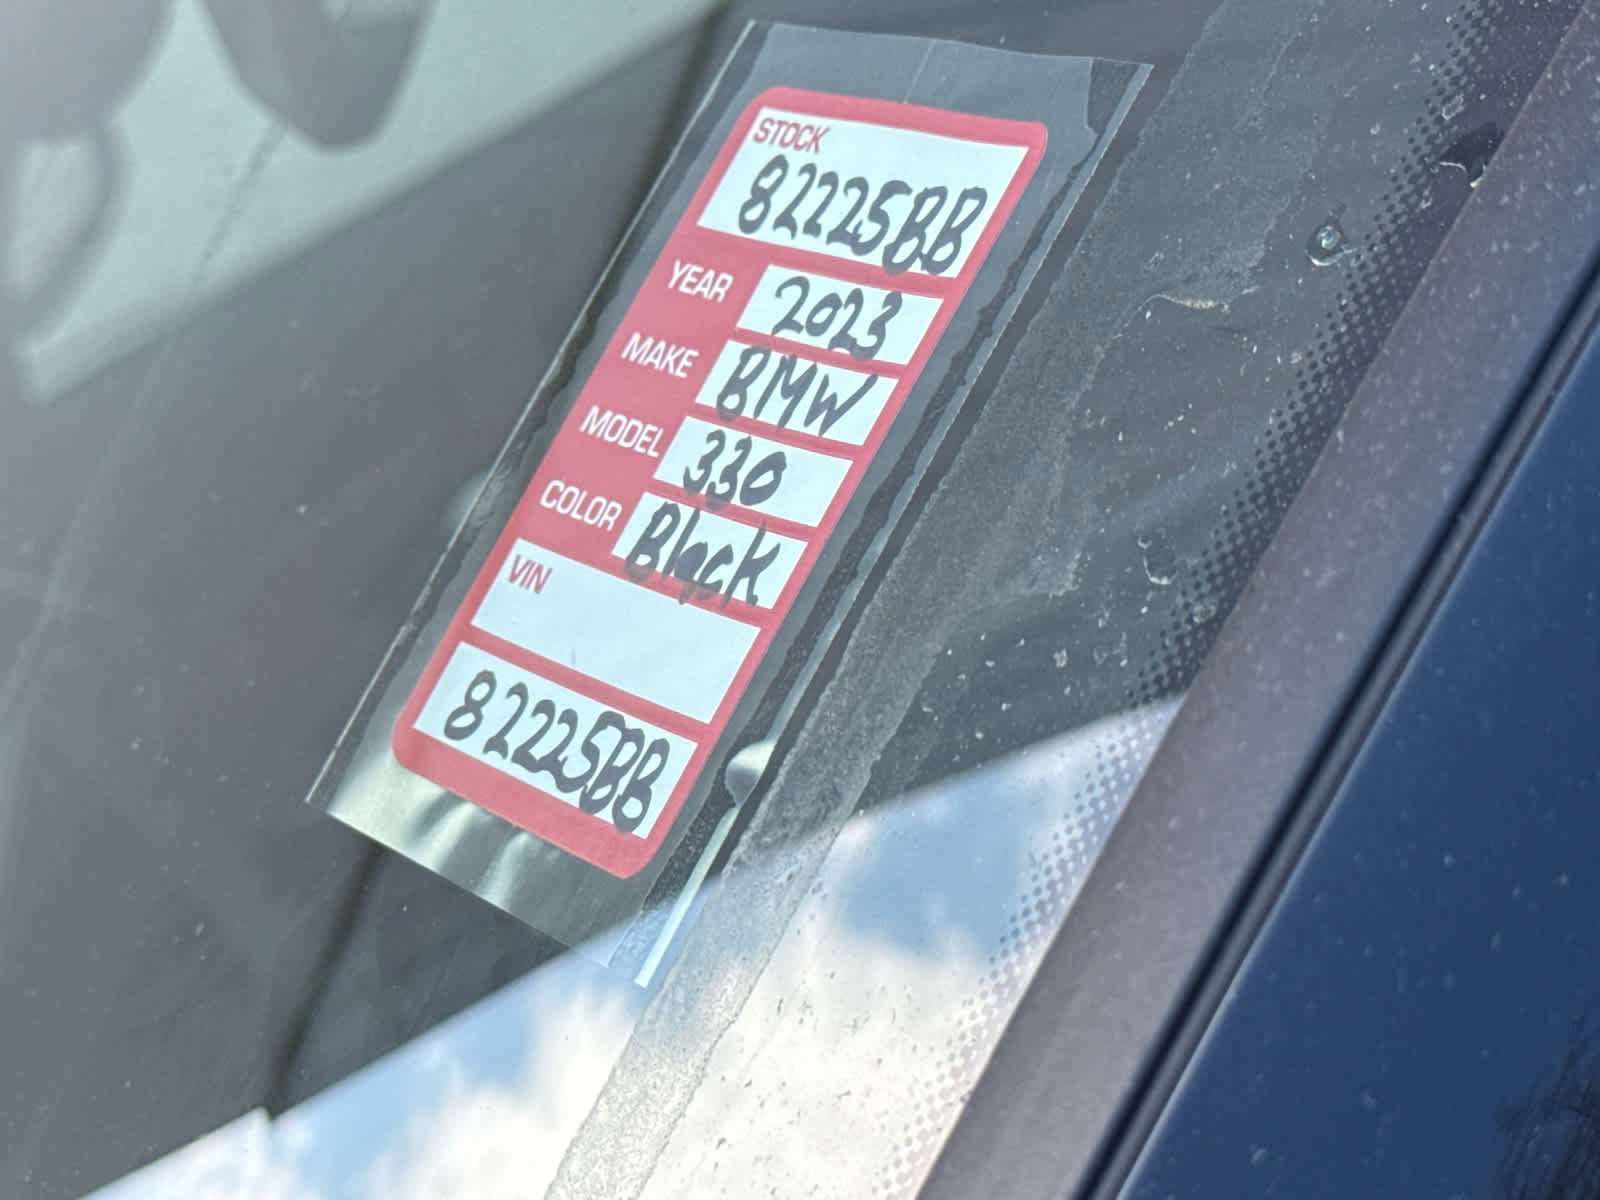 STOCK
82225BB
YEAR 2023
MAKE BMW
MODEL 330
COLOR Black
VIN
82225BB